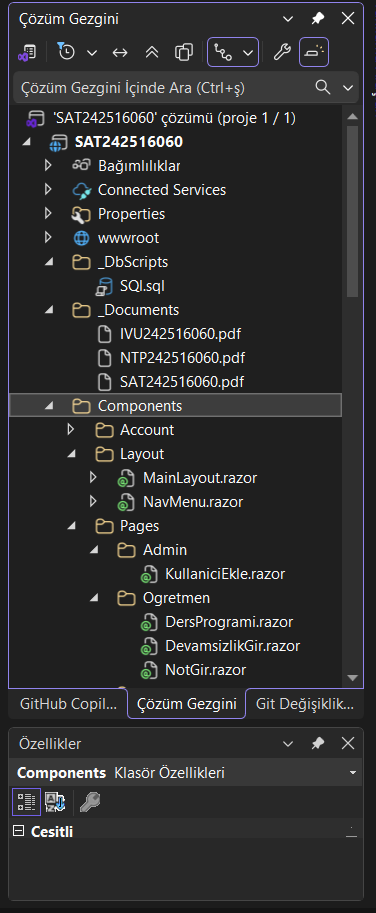 Çözüm Gezgini
Çözüm Gezgini İçinde Ara (Ctrl+ş)
'SAT242516060' çözümü (proje 1 / 1)
SAT242516060
Bağımlılıklar
Connected Services
Properties
wwwroot
_DbScripts
SQl.sql
_Documents
IVU242516060.pdf
NTP242516060.pdf
SAT242516060.pdf
Components
Account
Layout
MainLayout.razor
NavMenu.razor
Pages
Admin
KullaniciEkle.razor
Ogretmen
DersProgrami.razor
DevamsizlikGir.razor
NotGir.razor
GitHub Copil... Çözüm Gezgini Git Değişiklik...
Özellikler
Components Klasör Özellikleri
Cesitli